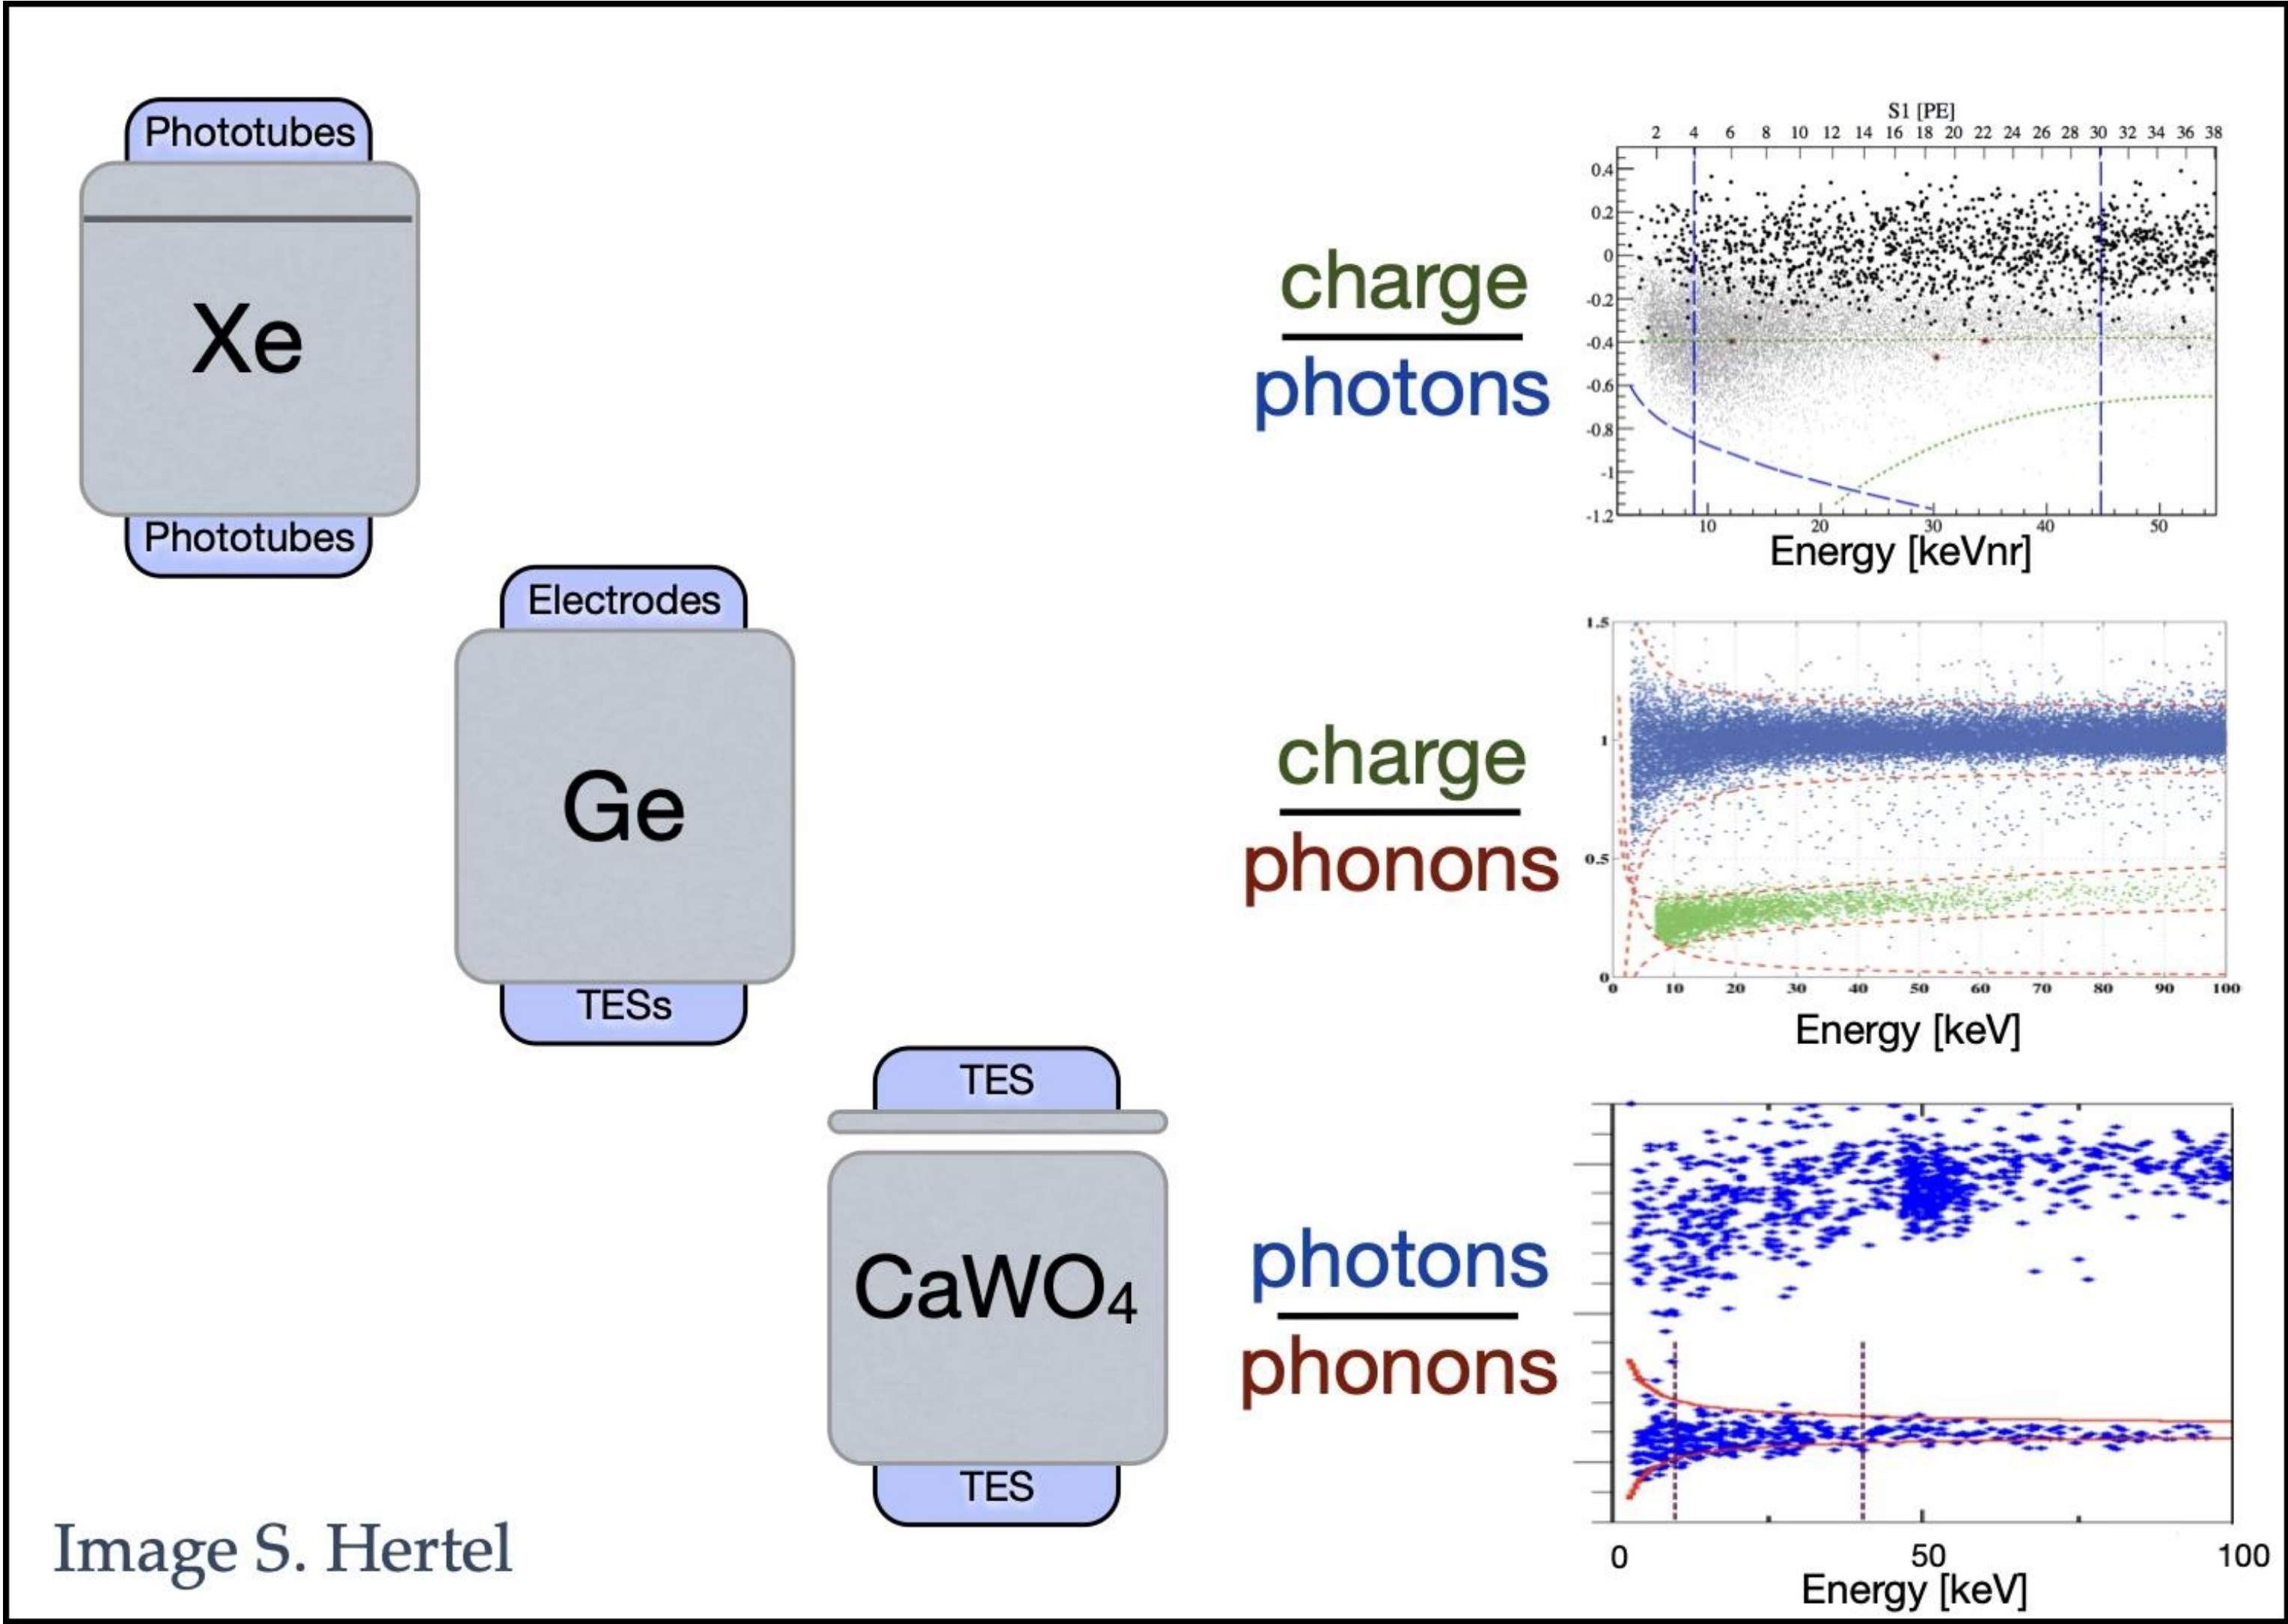 Phototubes
Xe
Phototubes
charge
photons
S1 [PE]
2 4 6 8 10 12 14 16 18 20 22 24 26 28 30 32 34 36 38
0.4
0.2
0
-0.2
-0.4
-0.6
-0.8
-1
-1.2
10 20 30 40 50
Energy [keVnr]
Electrodes
Ge
TESs
charge
phonons
1.5
1
0.5
0
0 10 20 30 40 50 60 70 80 90 100
Energy [keV]
TES
CaWO₄
TES
photons
phonons
0 50 100
Energy [keV]
Image S. Hertel